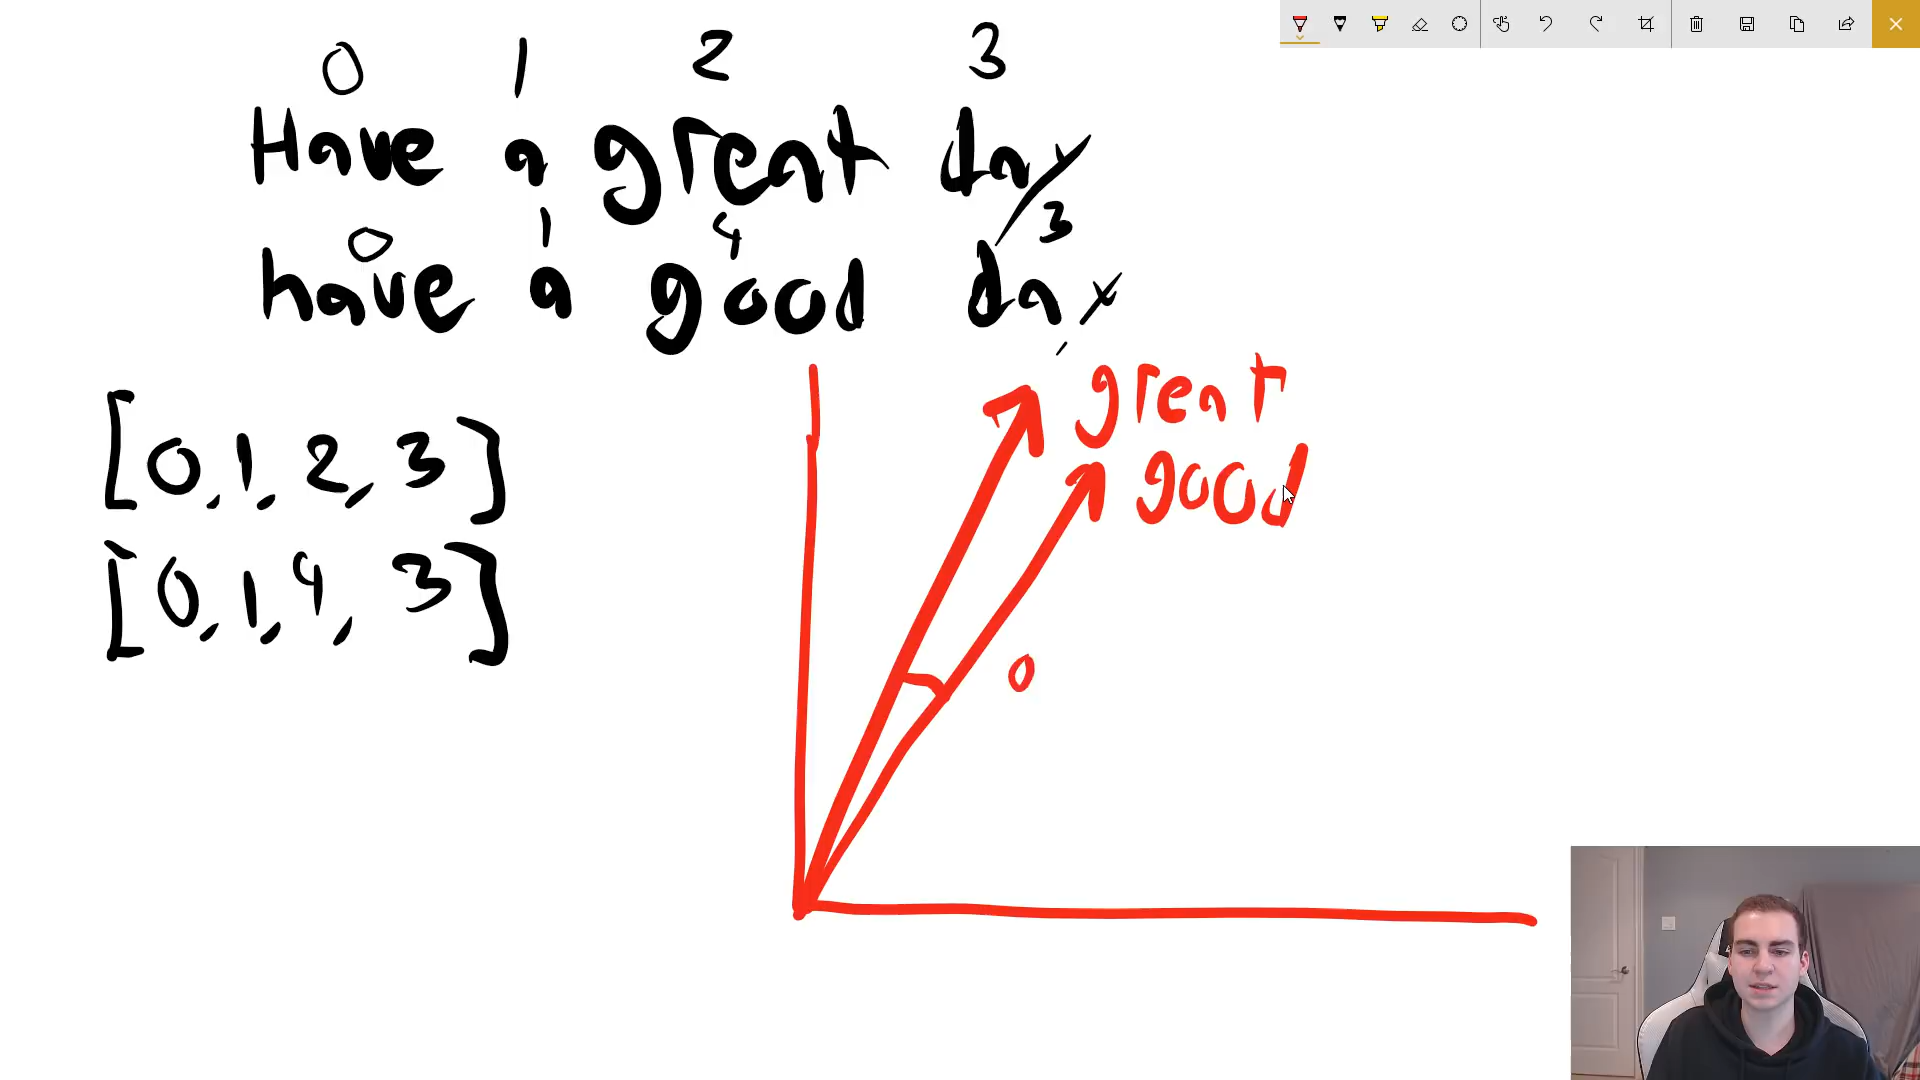 0 1 2 3
Have a great day
0 1 4 3
have a good day
[0, 1, 2, 3]
[0, 1, 4, 3]
great
good
0